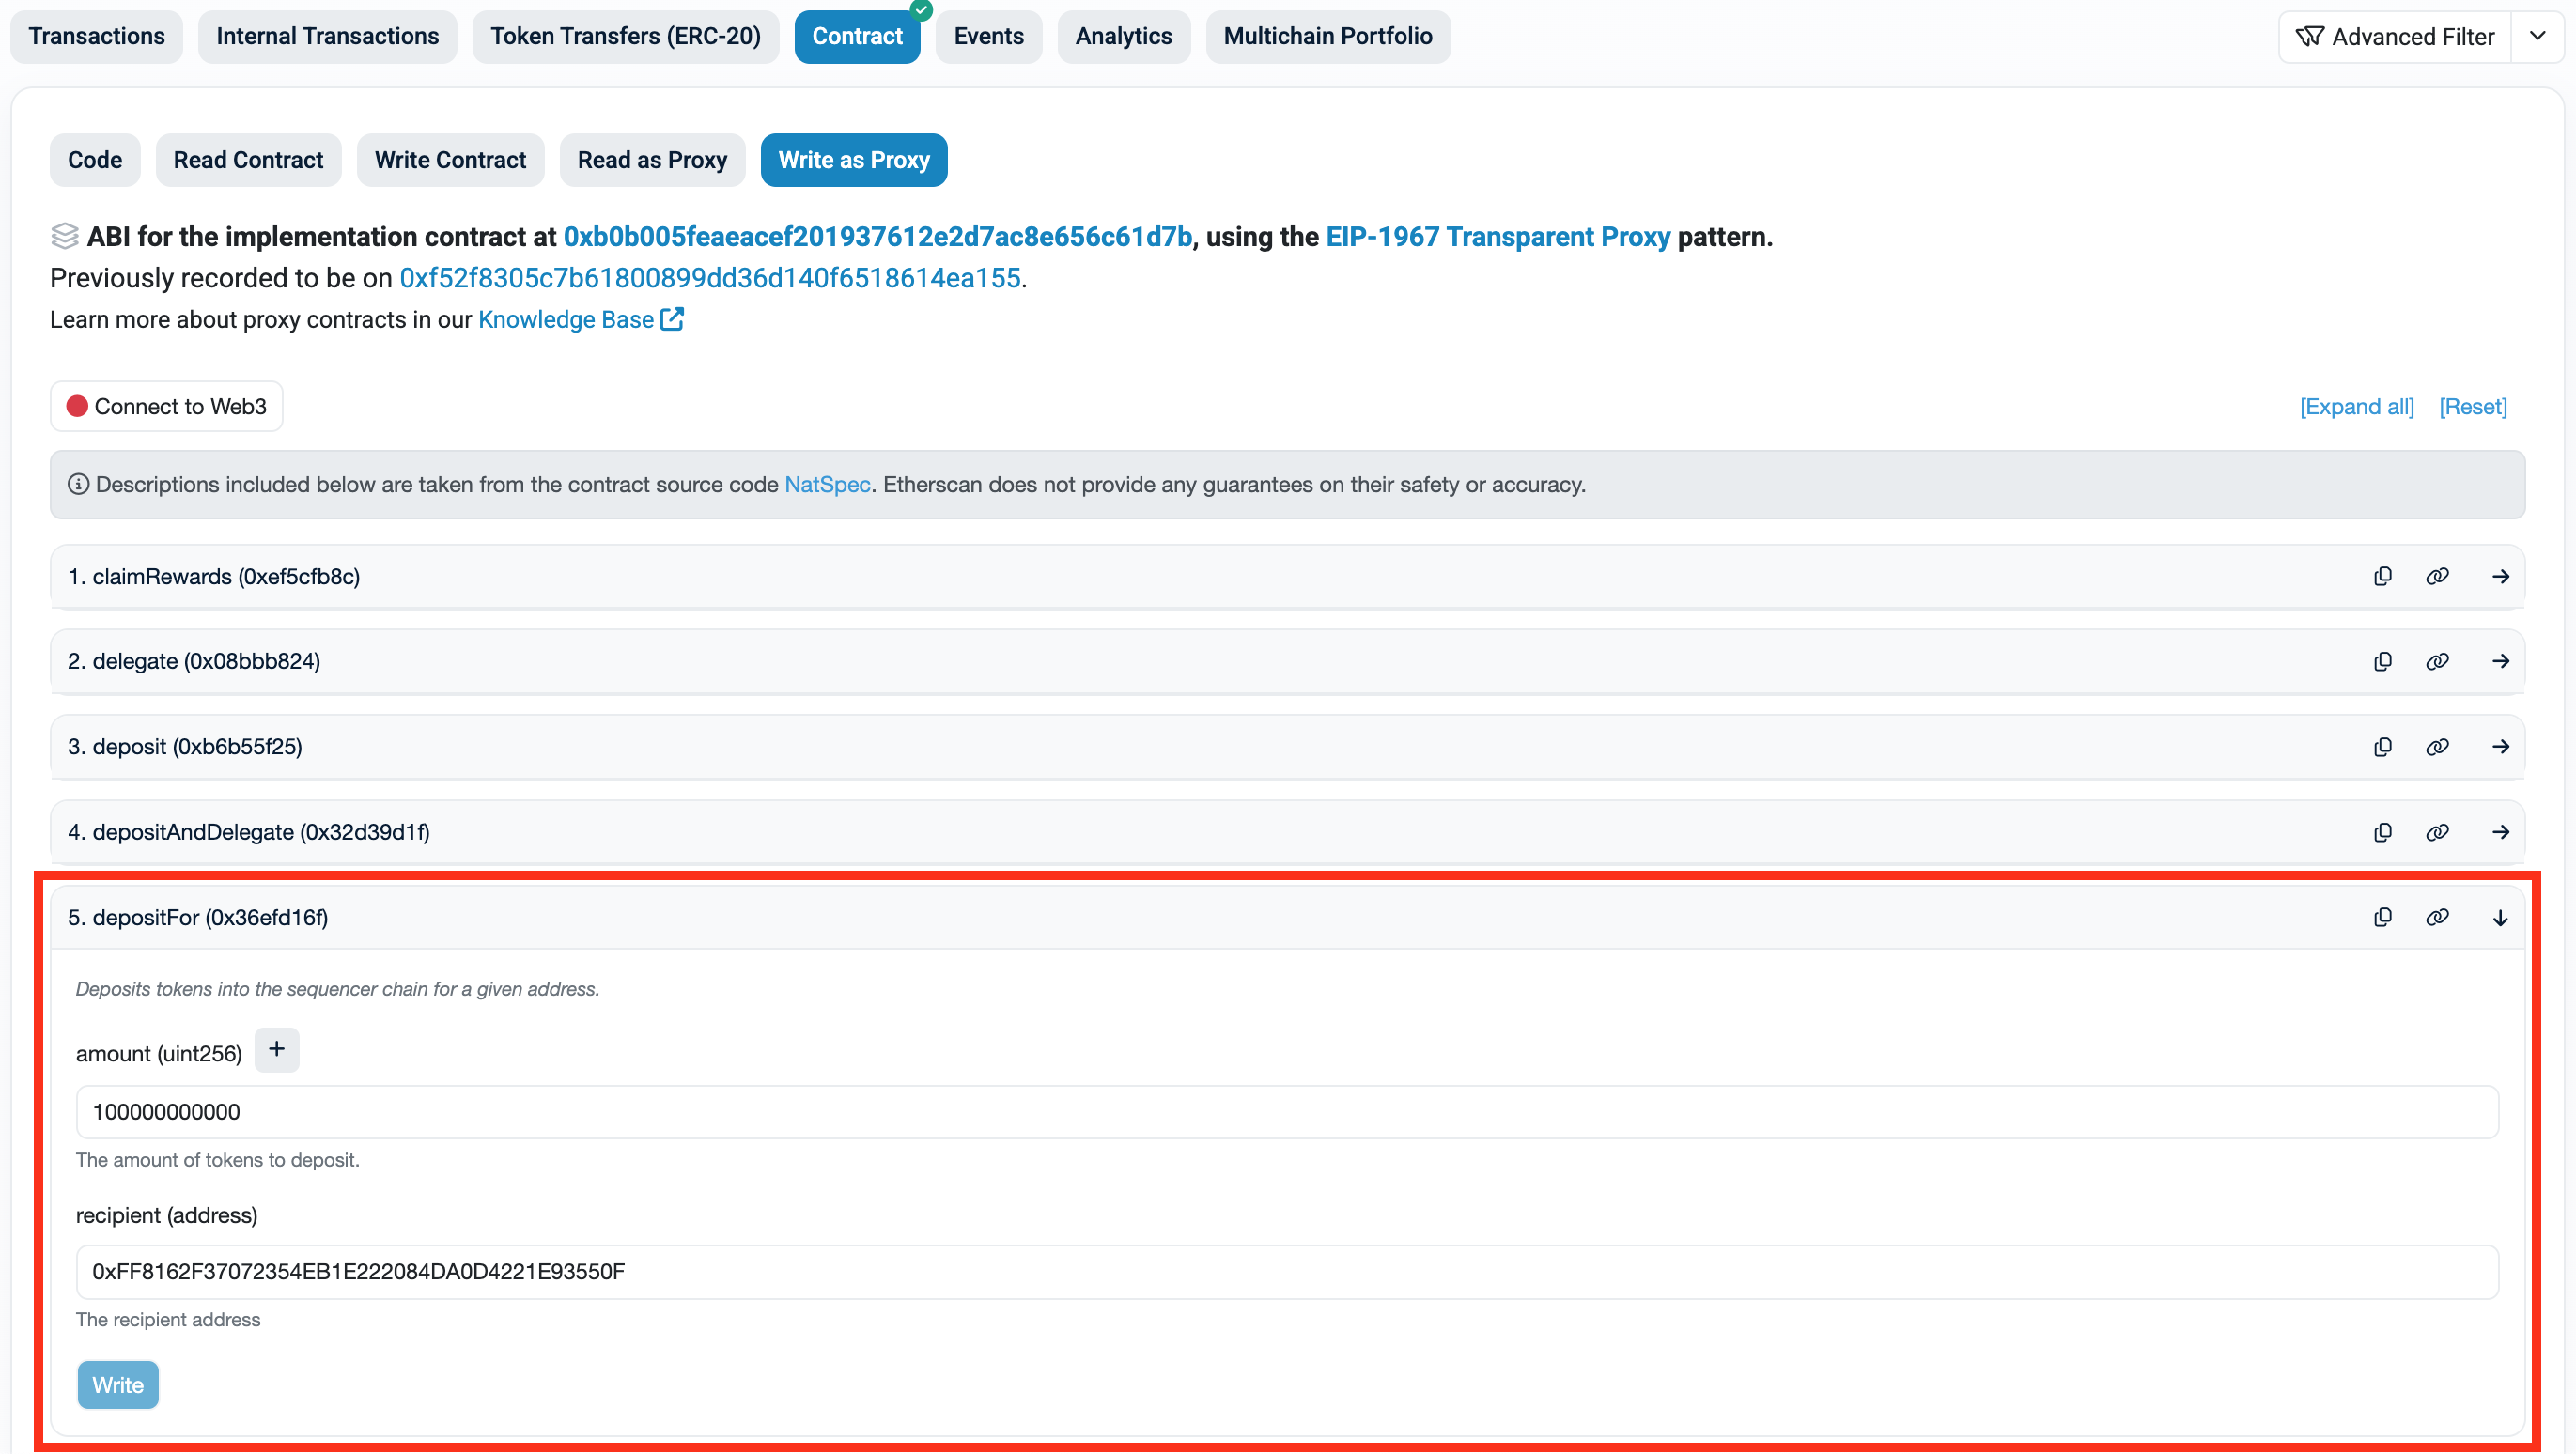 Transactions Internal Transactions Token Transfers (ERC-20) Contract Events Analytics Multichain Portfolio Advanced Filter
Code Read Contract Write Contract Read as Proxy Write as Proxy
ABI for the implementation contract at 0xb0b005feaeacef201937612e2d7ac8e656c61d7b, using the EIP-1967 Transparent Proxy pattern.
Previously recorded to be on 0xf52f8305c7b61800899dd36d140f6518614ea155.
Learn more about proxy contracts in our Knowledge Base
Connect to Web3 [Expand all] [Reset]
Descriptions included below are taken from the contract source code NatSpec. Etherscan does not provide any guarantees on their safety or accuracy.
1. claimRewards (0xef5cfb8c)
2. delegate (0x08bbb824)
3. deposit (0xb6b55f25)
4. depositAndDelegate (0x32d39d1f)
5. depositFor (0x36efd16f)
Deposits tokens into the sequencer chain for a given address.
amount (uint256) +
100000000000
The amount of tokens to deposit.
recipient (address)
0xFF8162F37072354EB1E222084DA0D4221E93550F
The recipient address
Write